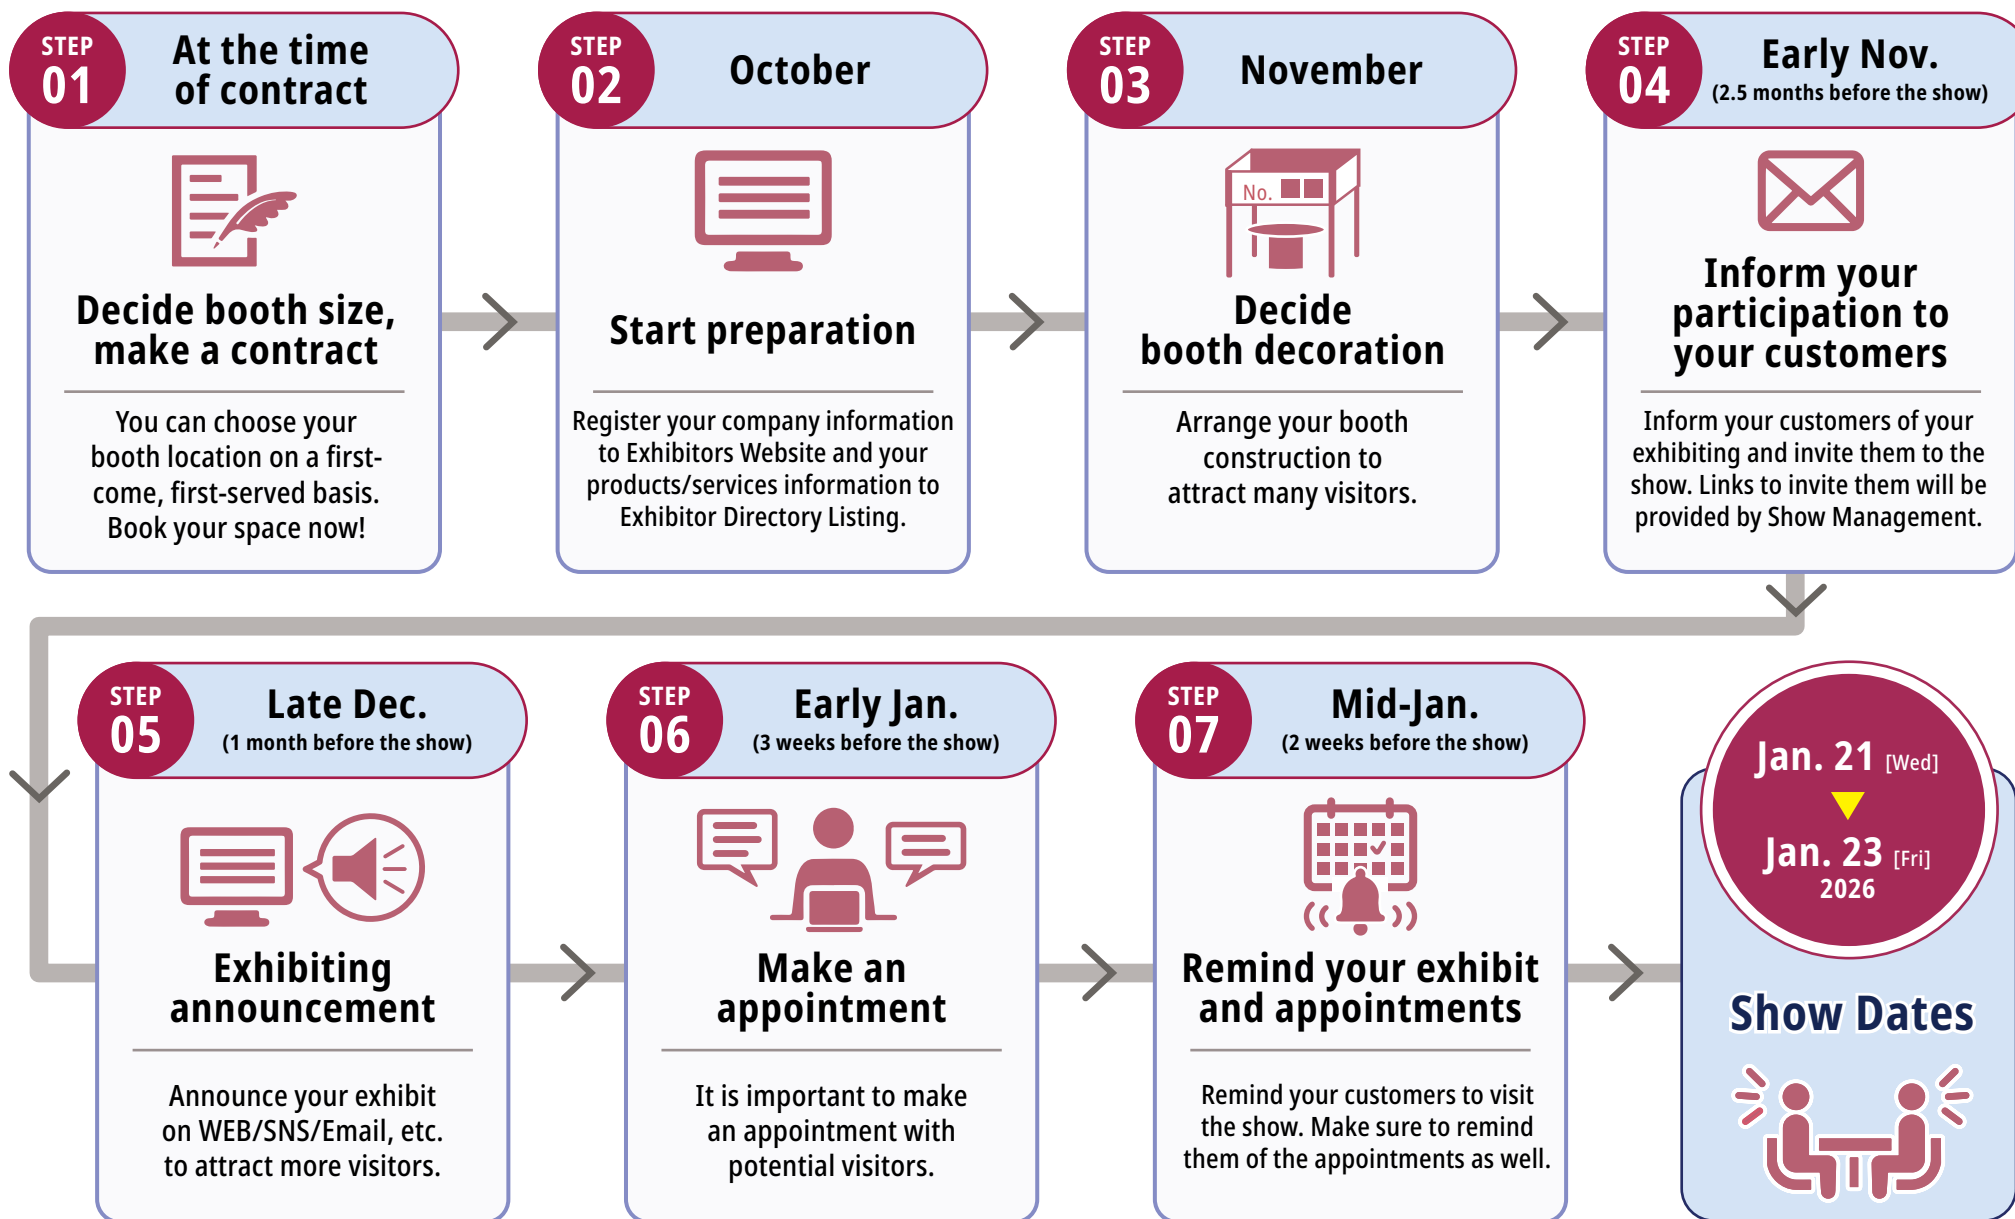 STEP
01
At the time
of contract
Decide booth size,
make a contract
You can choose your
booth location on a first-
come, first-served basis.
Book your space now!
STEP
02
October
Start preparation
Register your company information
to Exhibitors Website and your
products/services information to
Exhibitor Directory Listing.
STEP
03
November
No.
Decide
booth decoration
Arrange your booth
construction to
attract many visitors.
STEP
04
Early Nov.
(2.5 months before the show)
Inform your
participation to
your customers
Inform your customers of your
exhibiting and invite them to the
show. Links to invite them will be
provided by Show Management.
STEP
05
Late Dec.
(1 month before the show)
Exhibiting
announcement
Announce your exhibit
on WEB/SNS/Email, etc.
to attract more visitors.
STEP
06
Early Jan.
(3 weeks before the show)
Make an
appointment
It is important to make
an appointment with
potential visitors.
STEP
07
Mid-Jan.
(2 weeks before the show)
Remind your exhibit
and appointments
Remind your customers to visit
the show. Make sure to remind
them of the appointments as well.
Jan. 21 [Wed]
Jan. 23 [Fri]
2026
Show Dates